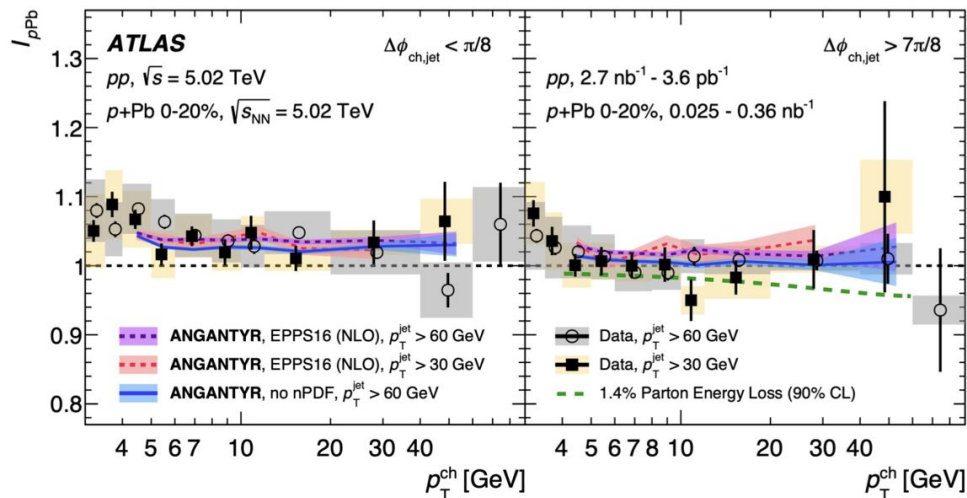 I_pPb
1.3
1.2
1.1
1
0.9
0.8
ATLAS
Δϕ_ch,jet < π/8
pp, √s = 5.02 TeV
p+Pb 0-20%, √s_NN = 5.02 TeV
ANGANTYR, EPPS16 (NLO), p_T^jet > 60 GeV
ANGANTYR, EPPS16 (NLO), p_T^jet > 30 GeV
ANGANTYR, no nPDF, p_T^jet > 60 GeV
4 5 6 7 10 20 30 40
p_T^ch [GeV]
Δϕ_ch,jet > 7π/8
pp, 2.7 nb⁻¹ - 3.6 pb⁻¹
p+Pb 0-20%, 0.025 - 0.36 nb⁻¹
Data, p_T^jet > 60 GeV
Data, p_T^jet > 30 GeV
1.4% Parton Energy Loss (90% CL)
4 5 6 7 8 10 20 30 40
p_T^ch [GeV]